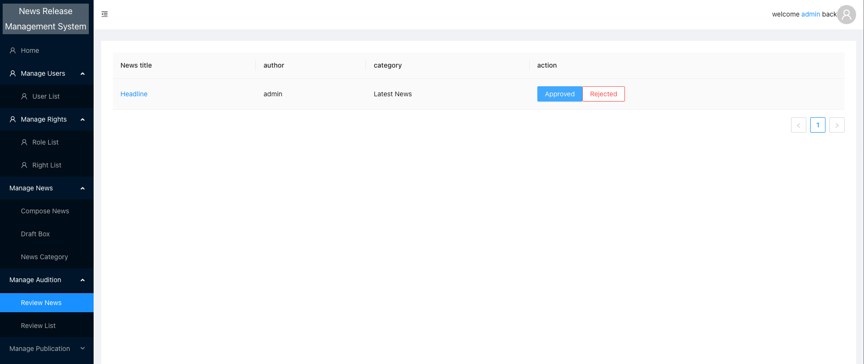 News Release
Management System
welcome admin back
Home
Manage Users
User List
Manage Rights
Role List
Right List
Manage News
Compose News
Draft Box
News Category
Manage Audition
Review News
Review List
Manage Publication
News title author category action
Headline admin Latest News Approved Rejected
1